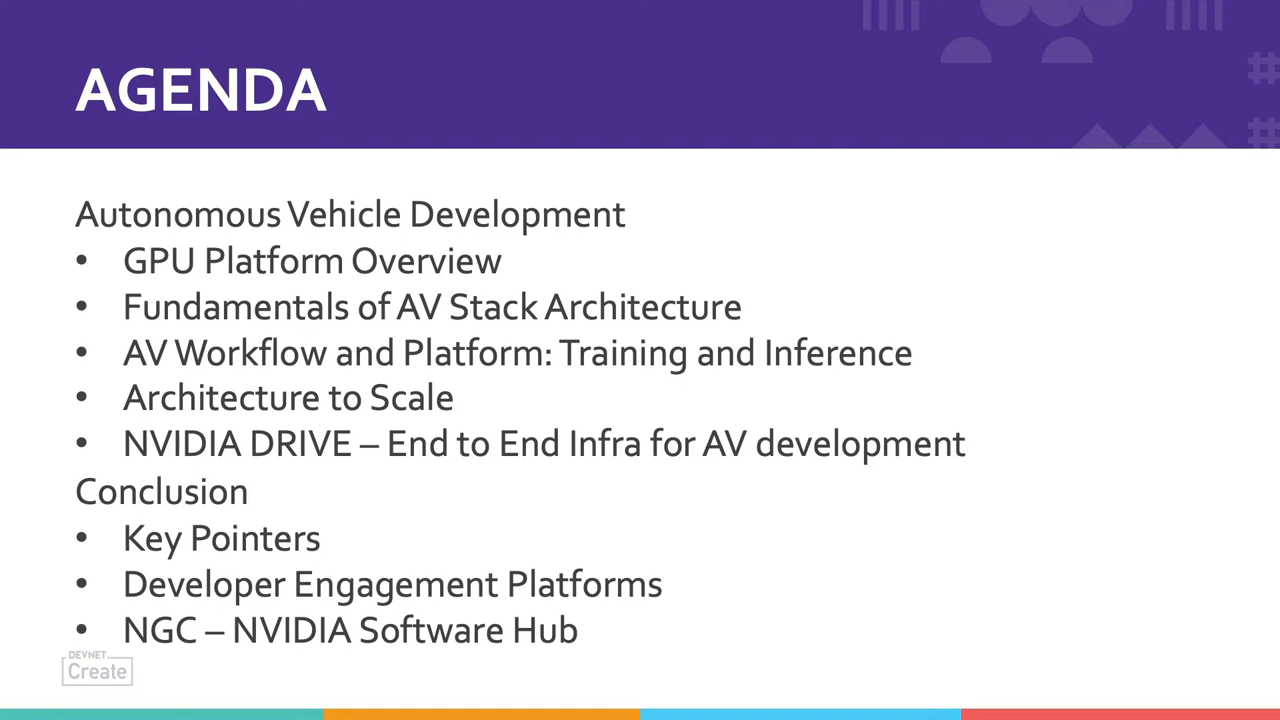 AGENDA
Autonomous Vehicle Development
• GPU Platform Overview
• Fundamentals of AV Stack Architecture
• AV Workflow and Platform: Training and Inference
• Architecture to Scale
• NVIDIA DRIVE – End to End Infra for AV development
Conclusion
• Key Pointers
• Developer Engagement Platforms
• NGC – NVIDIA Software Hub
DEVNET
Create